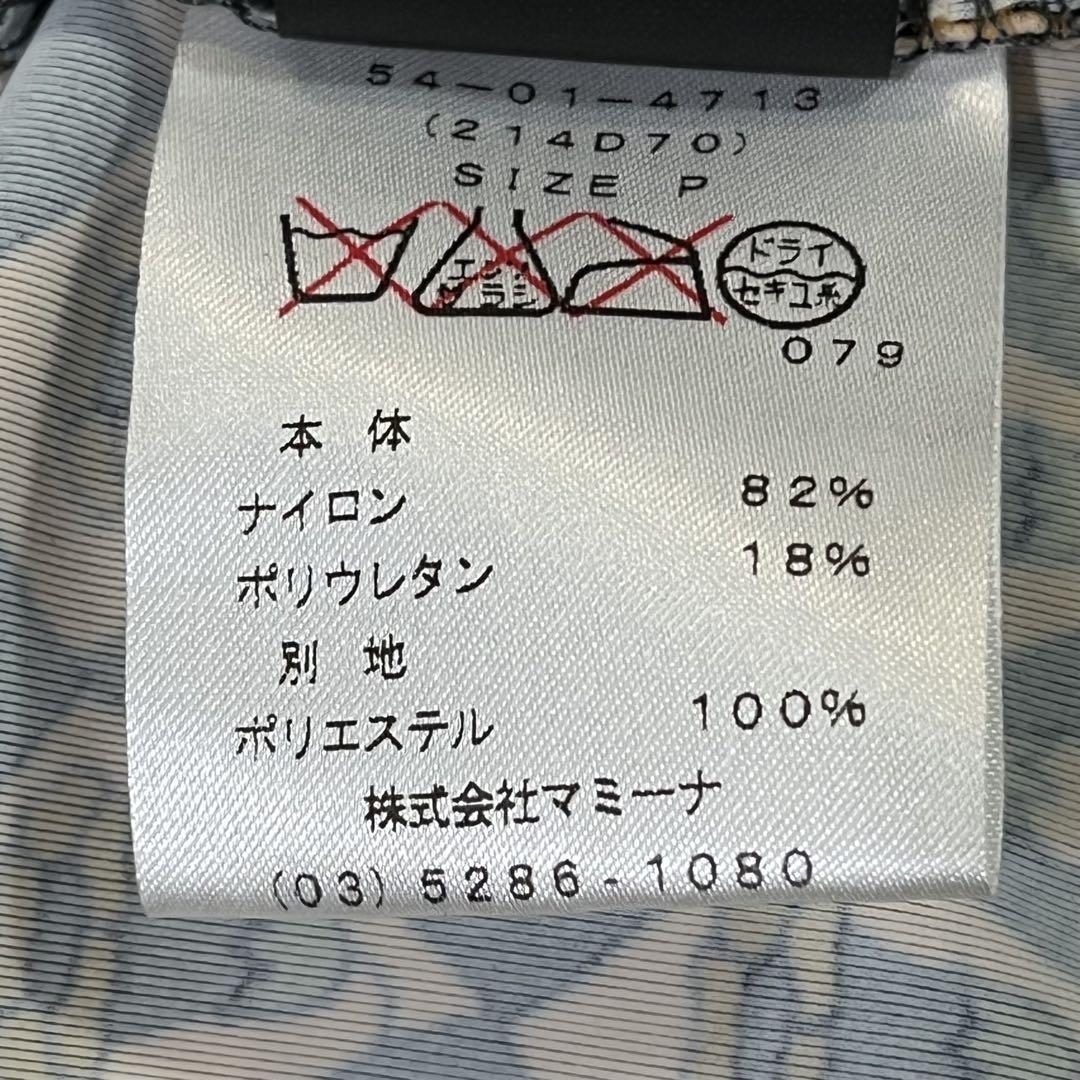 54-01-4713
(214D70)
SIZE P
エンソ
サラシ
ドライ
セキユ系
079
本 体
ナイロン 82%
ポリウレタン 18%
別 地
ポリエステル 100%
株式会社マミーナ
(03)5286-1080